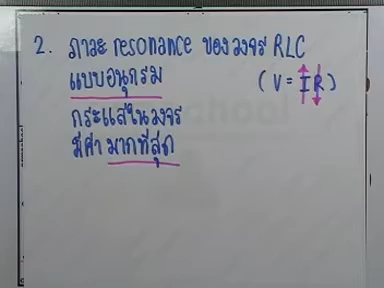 2. ภาวะ resonance ของวงจร RLC
แบบอนุกรม (V = IR)
กระแสในวงจร
มีค่า มากที่สุด